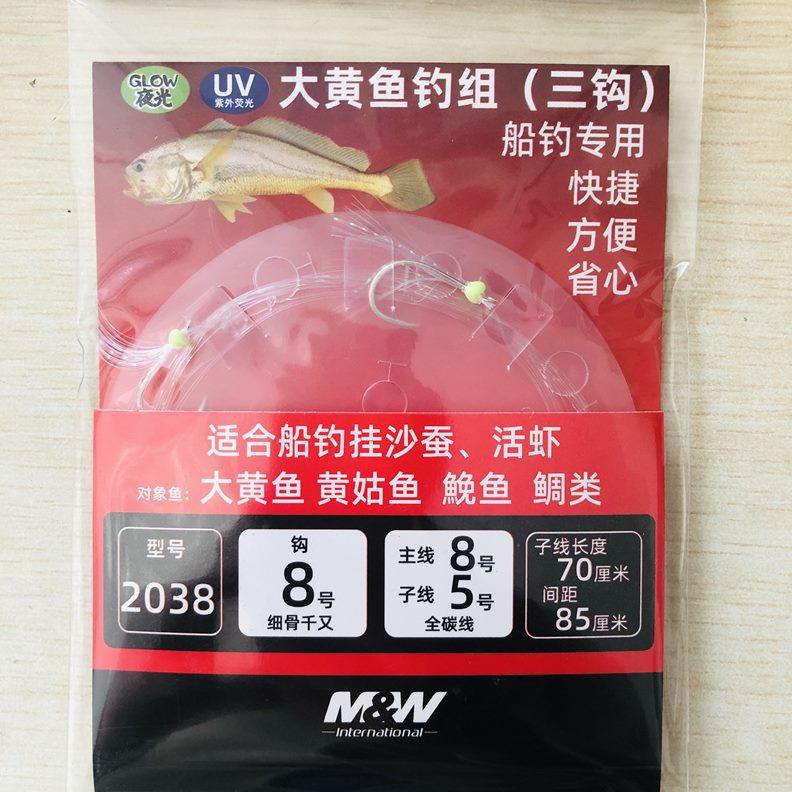 GLOW
夜光
UV
紫外荧光
大黄鱼钓组（三钩）
船钓专用
快捷
方便
省心
适合船钓挂沙蚕、活虾
对象鱼：大黄鱼 黄姑鱼 鮸鱼 鲷类
型号
2038
钩
8号
细骨千又
主线 8号
子线 5号
全碳线
子线长度
70厘米
间距
85厘米
M&W
International